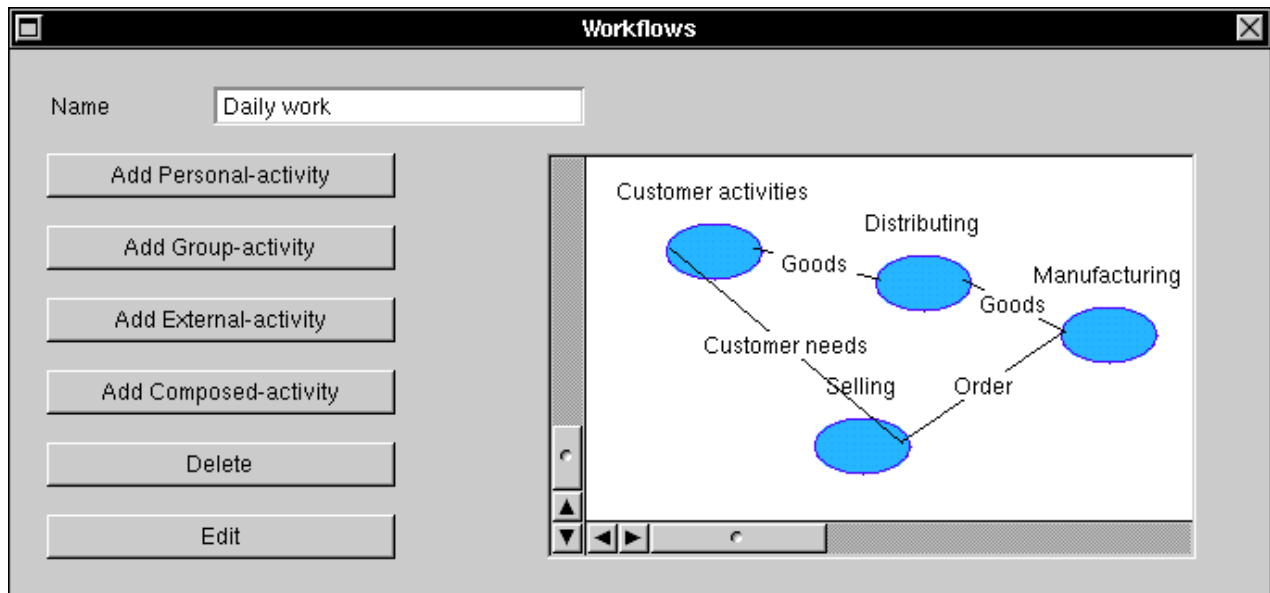 Workflows
Name
Daily work
Add Personal-activity
Add Group-activity
Add External-activity
Add Composed-activity
Delete
Edit
Customer activities
Distributing
Goods
Manufacturing
Goods
Customer needs
Selling
Order